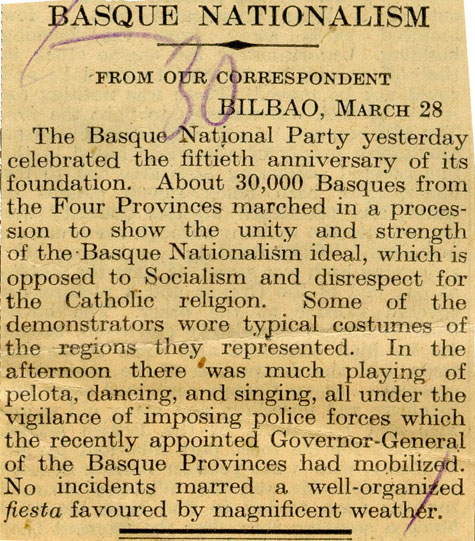 BASQUE NATIONALISM
FROM OUR CORRESPONDENT
BILBAO, MARCH 28
The Basque National Party yesterday
celebrated the fiftieth anniversary of its
foundation. About 30,000 Basques from
the Four Provinces marched in a proces-
sion to show the unity and strength
of the Basque Nationalism ideal, which is
opposed to Socialism and disrespect for
the Catholic religion. Some of the
demonstrators wore typical costumes of
the regions they represented. In the
afternoon there was much playing of
pelota, dancing, and singing, all under the
vigilance of imposing police forces which
the recently appointed Governor-General
of the Basque Provinces had mobilized.
No incidents marred a well-organized
fiesta favoured by magnificent weather.
30